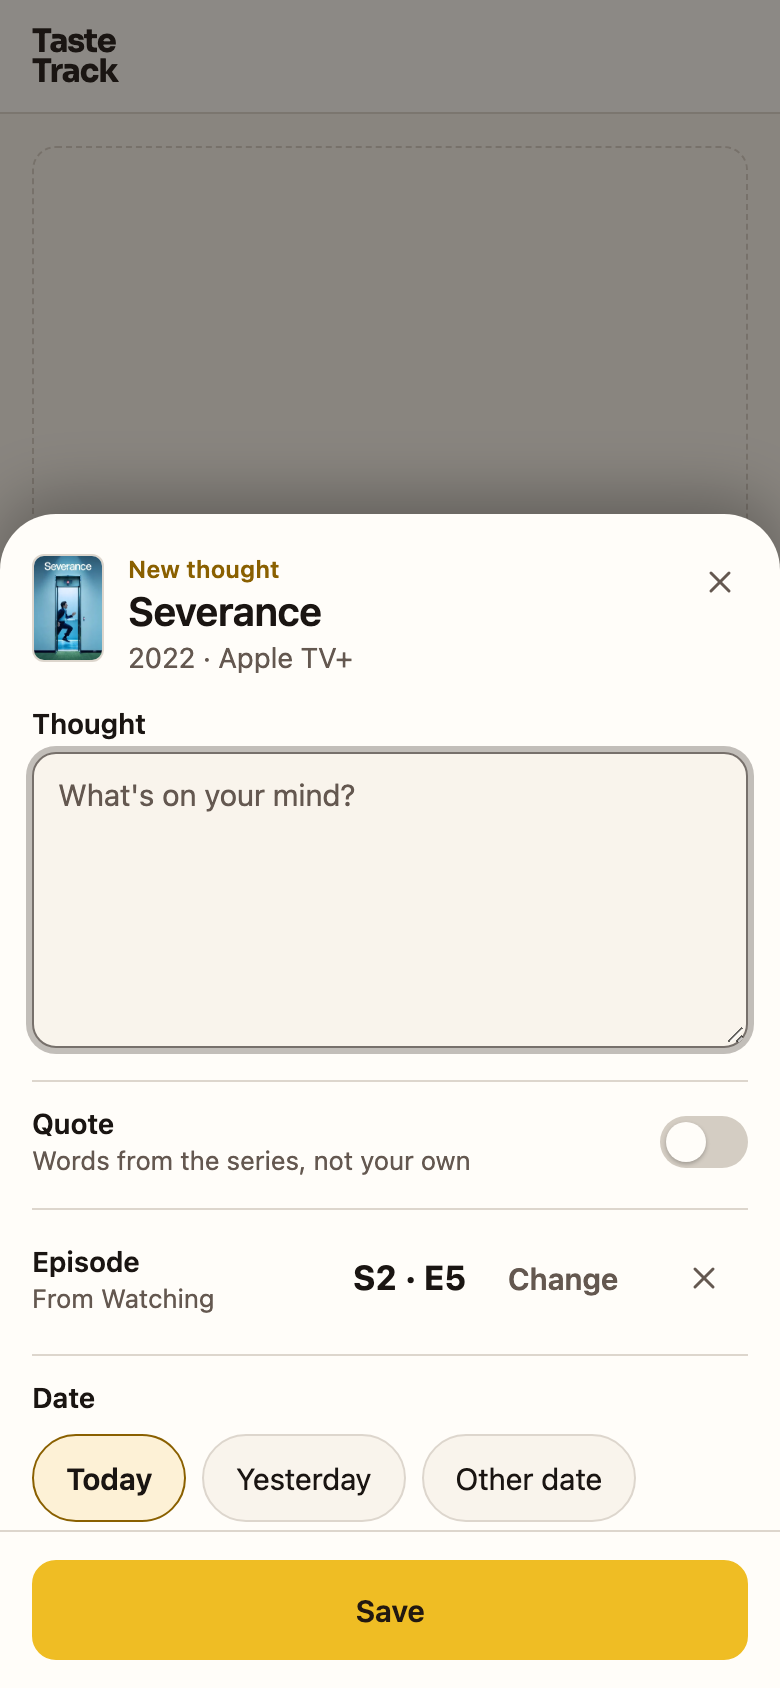 Taste
Track
Severance
New thought
Severance
2022 · Apple TV+
Thought
What's on your mind?
Quote
Words from the series, not your own
Episode
From Watching
S2 · E5
Change
Date
Today
Yesterday
Other date
Save